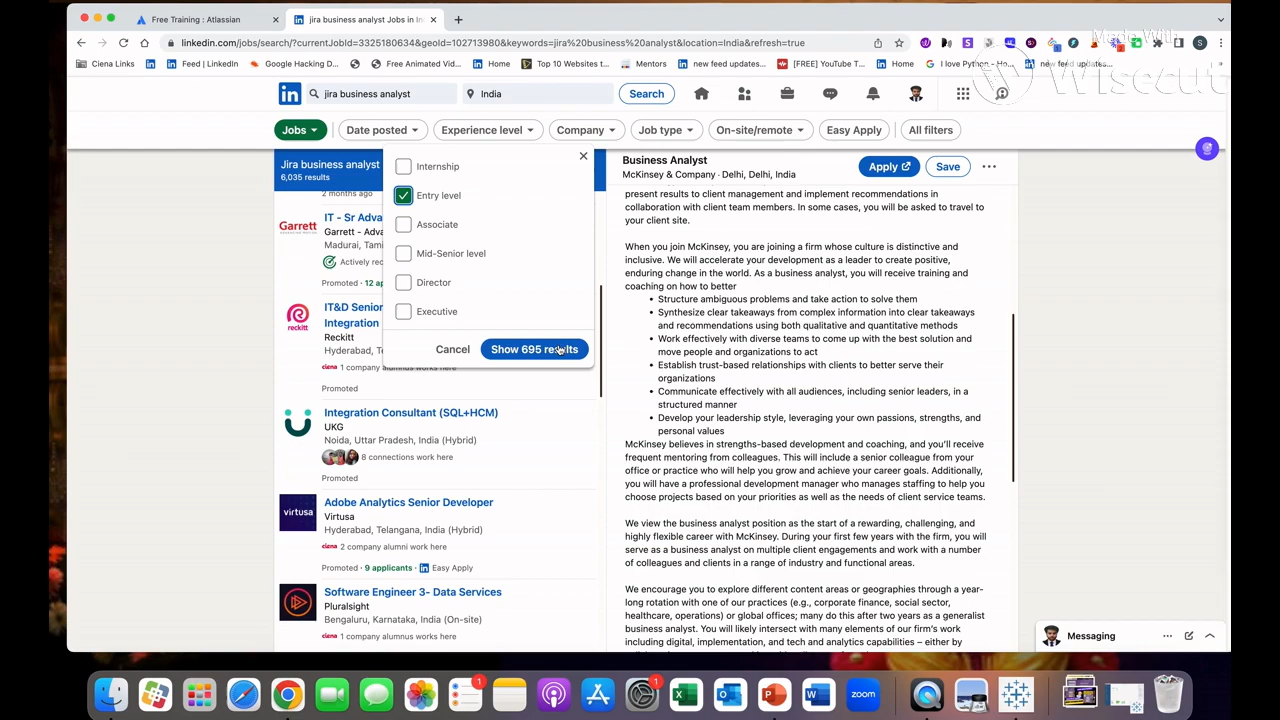 Free Training : Atlassian
jira business analyst Jobs in In
linkedin.com/jobs/search/?currentJobId=3325180634&geoId=102713980&keywords=jira%20business%20analyst&location=India&refresh=true
Made With
Wisecut
Ciena Links
Feed | LinkedIn
Google Hacking D...
Free Animated Vid...
Home
Top 10 Websites t...
Mentors
new feed updates...
[FREE] YouTube T...
Home
I love Python - Ho...
new feed updates...
jira business analyst
India
Search
Jobs
Date posted
Experience level
Company
Job type
On-site/remote
Easy Apply
All filters
Jira business analyst
6,035 results
2 months ago
IT - Sr Adva
Garrett - Adva
Madurai, Tami
Actively rec
Promoted · 12 ap
IT&D Senior
Integration
Reckitt
Hyderabad, Te
ciena 1 company alumnus works here
Promoted
Integration Consultant (SQL+HCM)
UKG
Noida, Uttar Pradesh, India (Hybrid)
8 connections work here
Promoted
Adobe Analytics Senior Developer
Virtusa
Hyderabad, Telangana, India (Hybrid)
ciena 2 company alumni work here
Promoted · 9 applicants · Easy Apply
Software Engineer 3- Data Services
Pluralsight
Bengaluru, Karnataka, India (On-site)
ciena 1 company alumnus works here
Internship
Entry level
Associate
Mid-Senior level
Director
Executive
Cancel
Show 695 results
Business Analyst
McKinsey & Company · Delhi, Delhi, India
Apply
Save
present results to client management and implement recommendations in
collaboration with client team members. In some cases, you will be asked to travel to
your client site.
When you join McKinsey, you are joining a firm whose culture is distinctive and
inclusive. We will accelerate your development as a leader to create positive,
enduring change in the world. As a business analyst, you will receive training and
coaching on how to better
• Structure ambiguous problems and take action to solve them
• Synthesize clear takeaways from complex information into clear takeaways
and recommendations using both qualitative and quantitative methods
• Work effectively with diverse teams to come up with the best solution and
move people and organizations to act
• Establish trust-based relationships with clients to better serve their
organizations
• Communicate effectively with all audiences, including senior leaders, in a
structured manner
• Develop your leadership style, leveraging your own passions, strengths, and
personal values
McKinsey believes in strengths-based development and coaching, and you'll receive
frequent mentoring from colleagues. This will include a senior colleague from your
office or practice who will help you grow and achieve your career goals. Additionally,
you will have a professional development manager who manages staffing to help you
choose projects based on your priorities as well as the needs of client service teams.
We view the business analyst position as the start of a rewarding, challenging, and
highly flexible career with McKinsey. During your first few years with the firm, you will
serve as a business analyst on multiple client engagements and work with a number
of colleagues and clients in a range of industry and functional areas.
We encourage you to explore different content areas or geographies through a year-
long rotation with one of our practices (e.g., corporate finance, social sector,
healthcare, operations) or global offices; many do this after two years as a generalist
business analyst. You will likely intersect with many elements of our firm's work
including digital, implementation, and tech and analytics capabilities – either by
Messaging
zoom